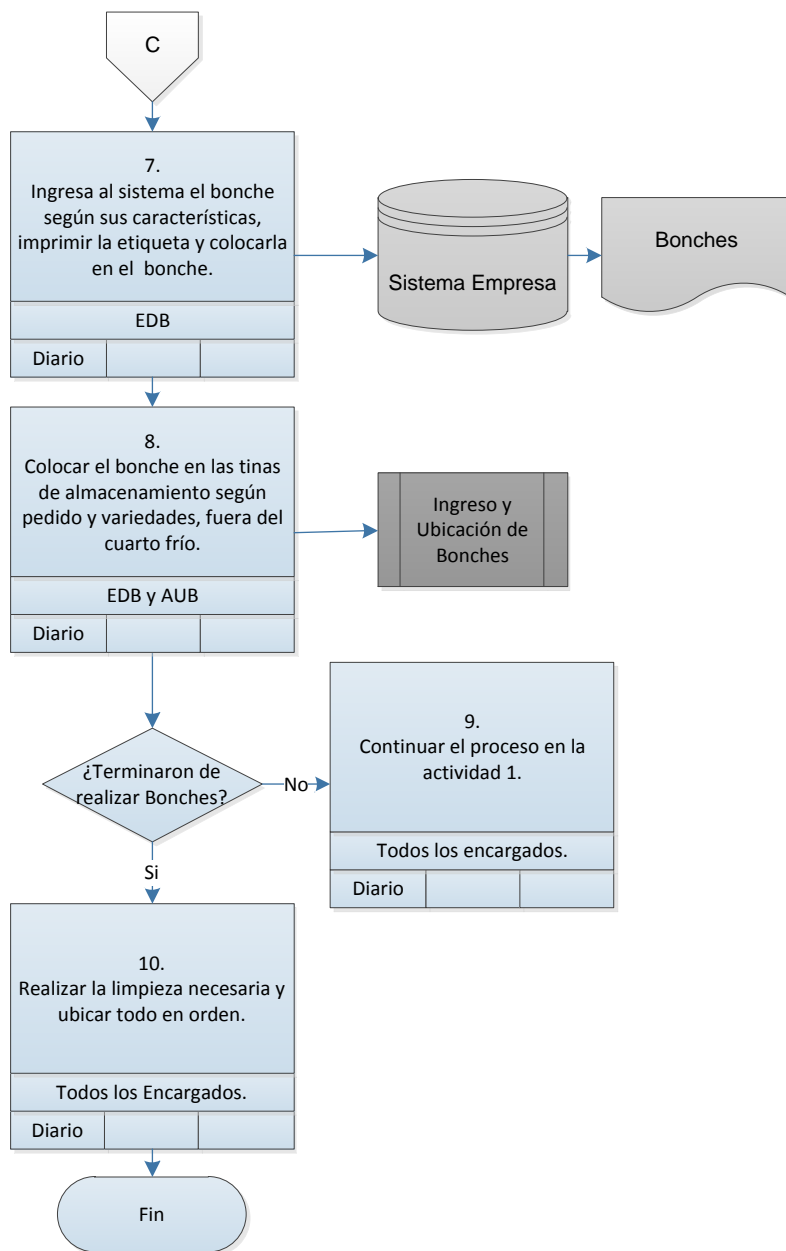 C
7.
Ingresa al sistema el bonche
según sus características,
imprimir la etiqueta y colocarla
en el bonche.
EDB
Diario
Sistema Empresa
Bonches
8.
Colocar el bonche en las tinas
de almacenamiento según
pedido y variedades, fuera del
cuarto frío.
EDB y AUB
Diario
Ingreso y
Ubicación de
Bonches
¿Terminaron de
realizar Bonches?
No
9.
Continuar el proceso en la
actividad 1.
Todos los encargados.
Diario
Si
10.
Realizar la limpieza necesaria y
ubicar todo en orden.
Todos los Encargados.
Diario
Fin